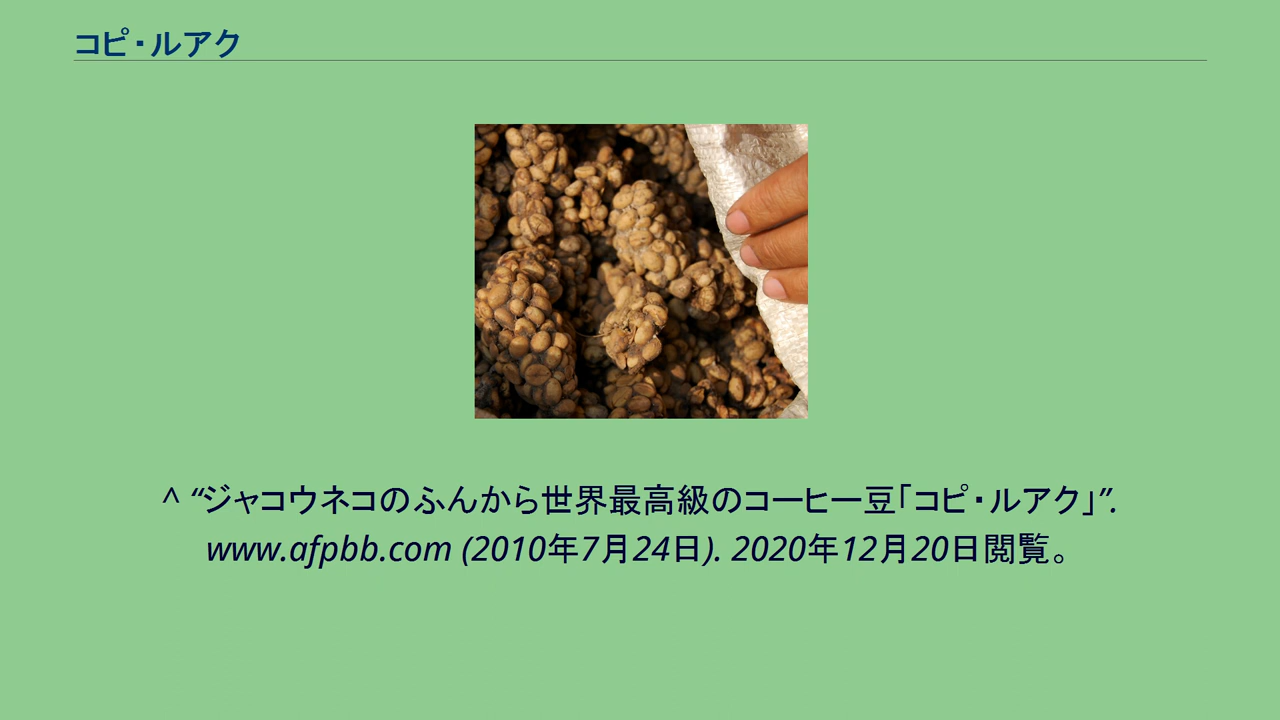 コピ・ルアク
^ “ジャコウネコのふんから世界最高級のコーヒー豆「コピ・ルアク」”.
www.afpbb.com (2010年7月24日). 2020年12月20日閲覧。